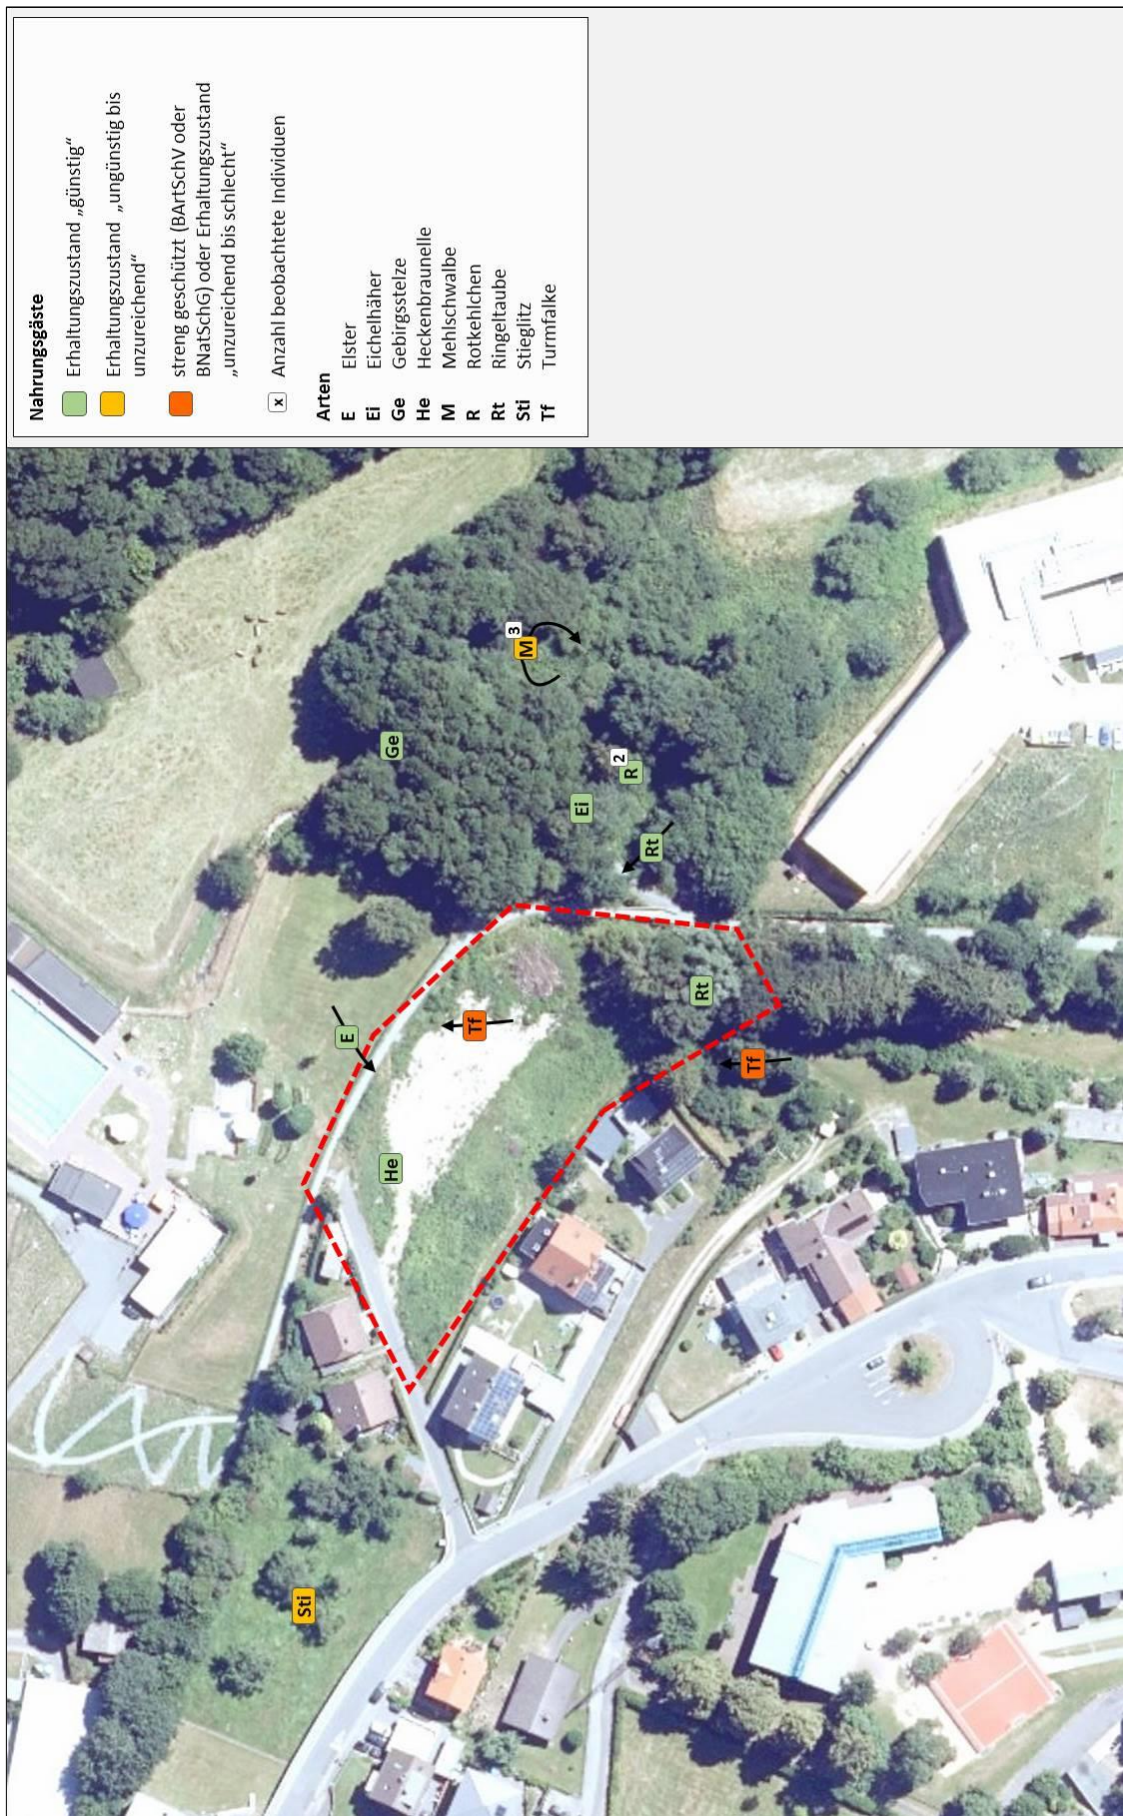 Nahrungsgäste
Erhaltungszustand „günstig“
Erhaltungszustand „ungünstig bis
unzureichend“
streng geschützt (BArtSchV oder
BNatSchG) oder Erhaltungszustand
„unzureichend bis schlecht“
x Anzahl beobachtete Individuen
Arten
E Elster
Ei Eichelhäher
Ge Gebirgsstelze
He Heckenbraunelle
M Mehlschwalbe
R Rotkehlchen
Rt Ringeltaube
Sti Stieglitz
Tf Turmfalke
Sti
He
E
Tf
Tf
Rt
Rt
Ei
R
2
Ge
M
3